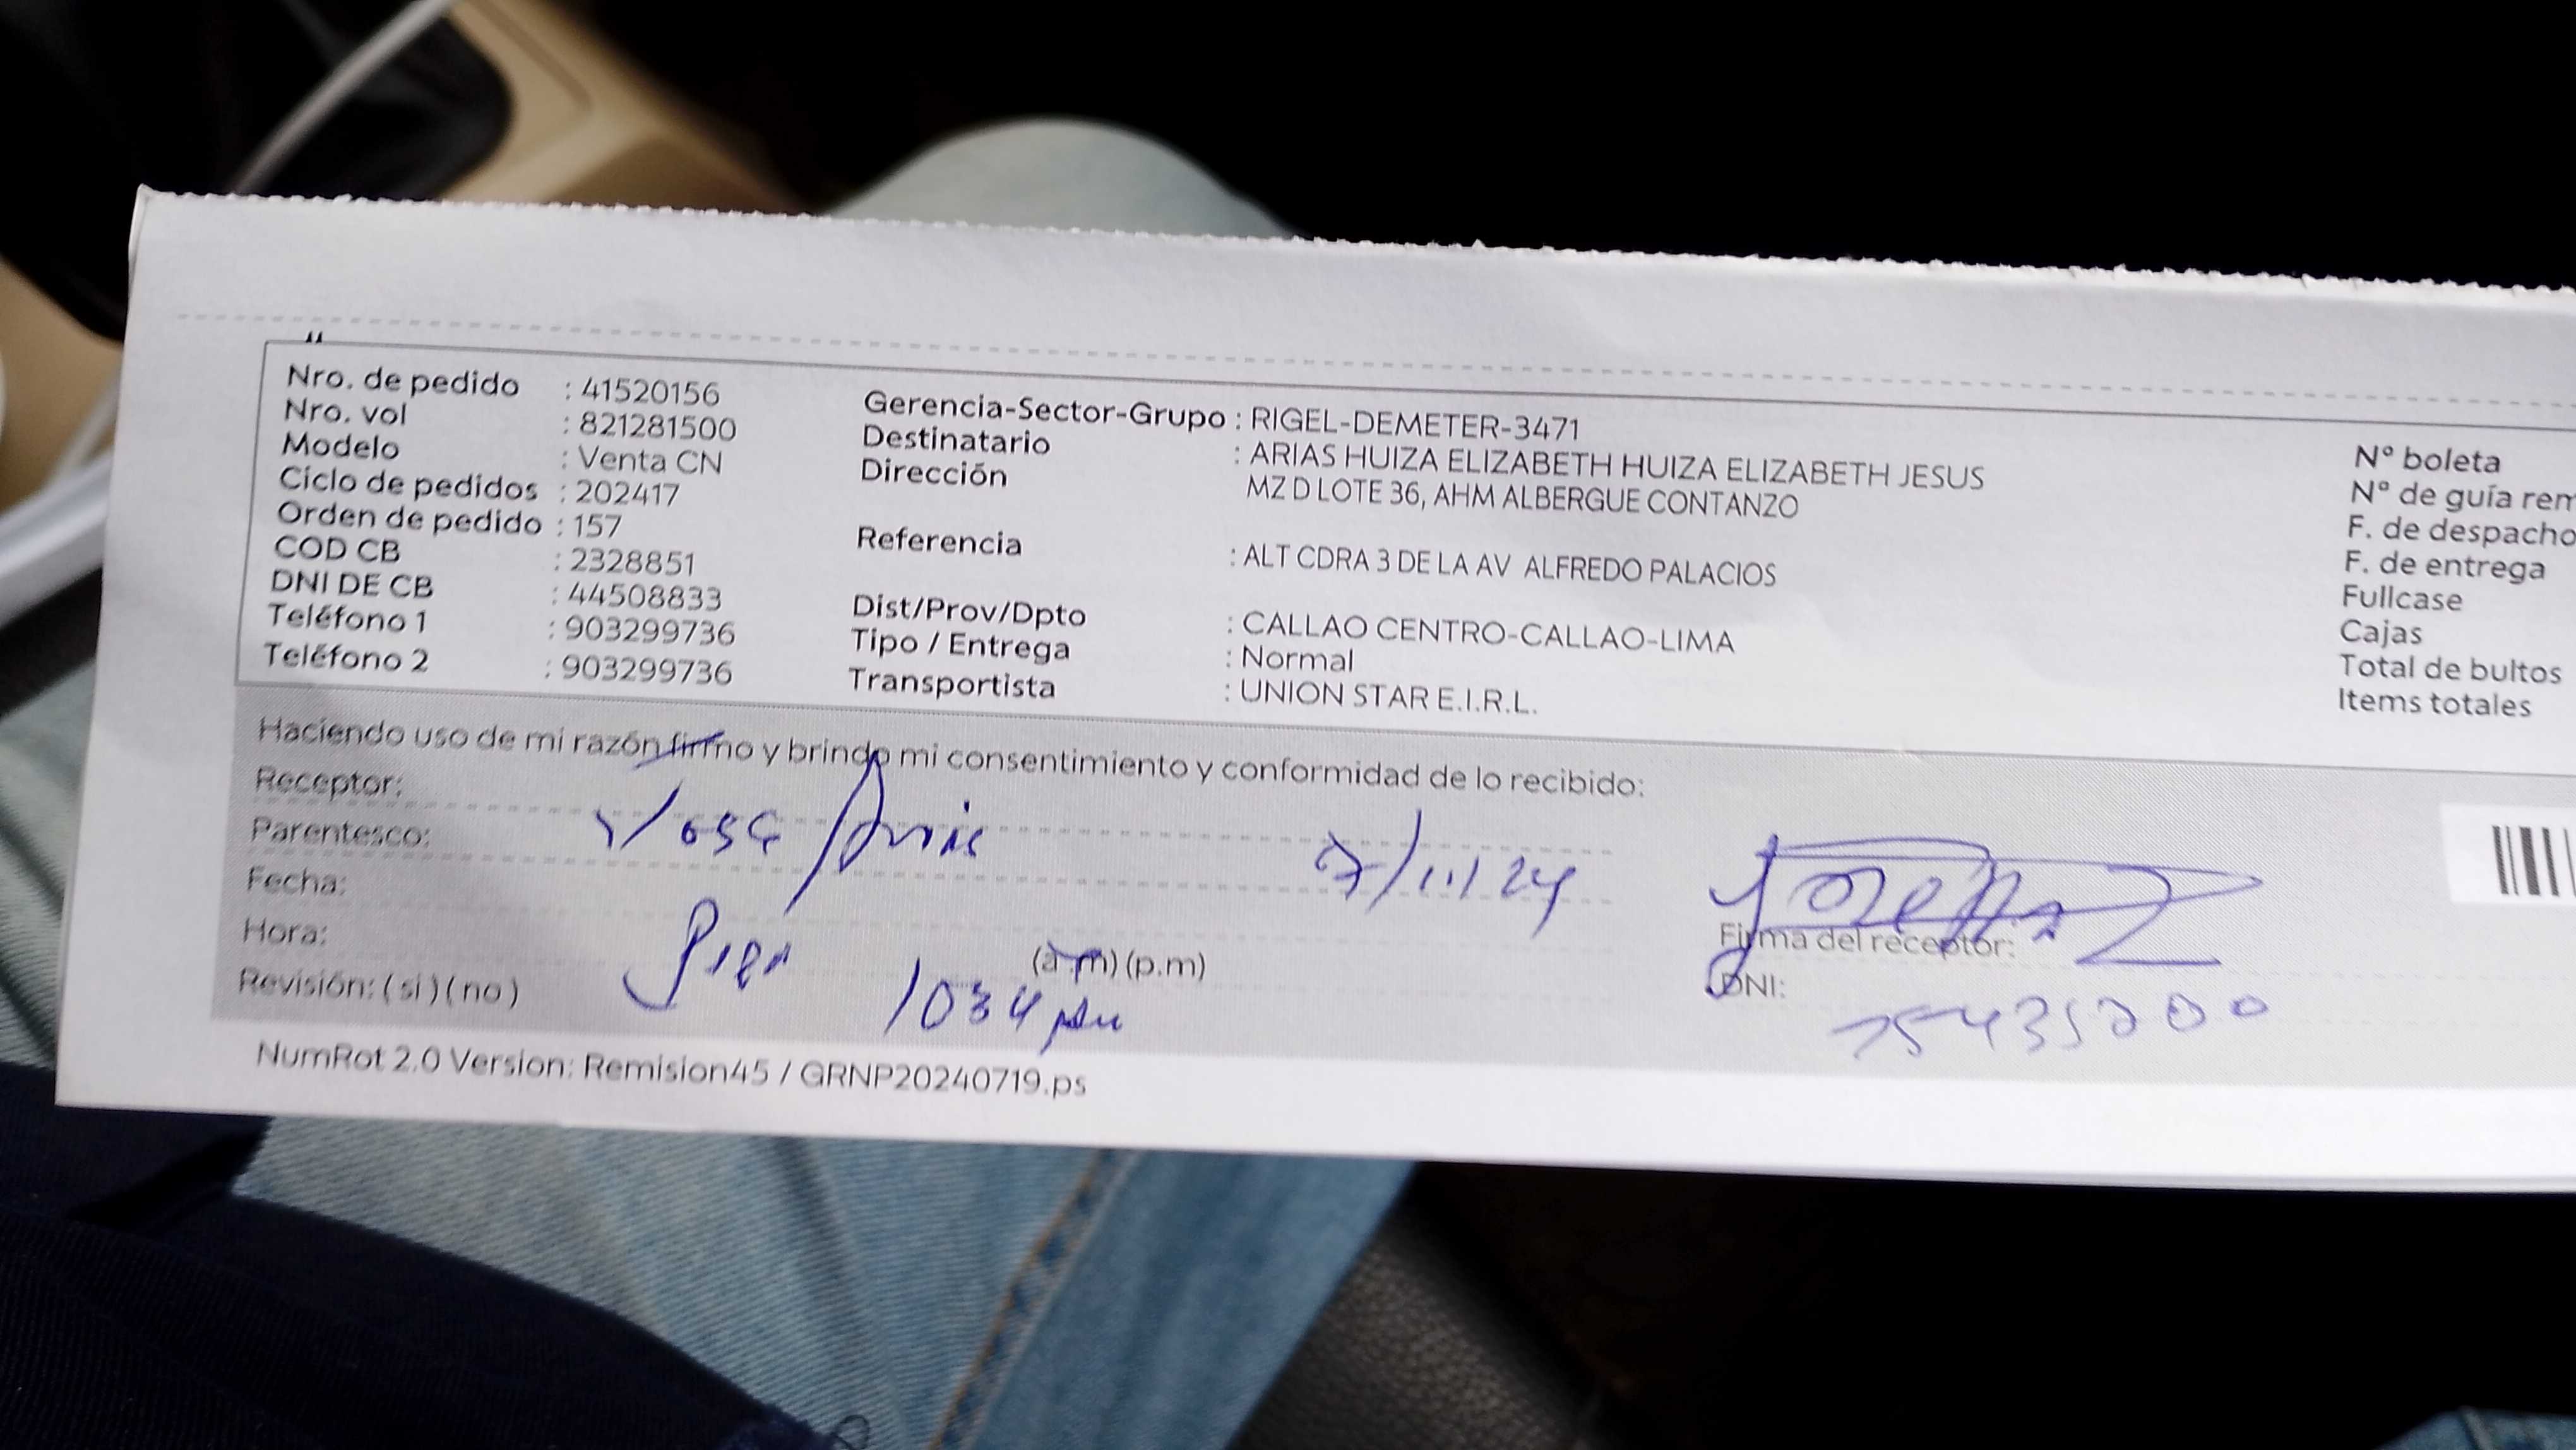 Nro. de pedido : 41520156
Nro. vol : 821281500
Modelo : Venta CN
Ciclo de pedidos : 202417
Orden de pedido : 157
COD CB : 2328851
DNI DE CB : 44508833
Teléfono 1 : 903299736
Teléfono 2 : 903299736
Gerencia-Sector-Grupo : RIGEL-DEMETER-3471
Destinatario : ARIAS HUIZA ELIZABETH HUIZA ELIZABETH JESUS
Dirección MZ D LOTE 36, AHM ALBERGUE CONTANZO
Referencia : ALT CDRA 3 DE LA AV ALFREDO PALACIOS
Dist/Prov/Dpto : CALLAO CENTRO-CALLAO-LIMA
Tipo / Entrega : Normal
Transportista : UNION STAR E.I.R.L.
N° boleta
N° de guía rem
F. de despacho
F. de entrega
Fullcase
Cajas
Total de bultos
Items totales
Haciendo uso de mi razón firmo y brindo mi consentimiento y conformidad de lo recibido:
Receptor:
Parentesco:
Fecha: 7/11/24
Hora: (a.m) (p.m)
Revisión: ( si ) ( no ) 1034 pm
Firma del receptor:
DNI:
NumRot 2.0 Version: Remision45 / GRNP20240719.ps